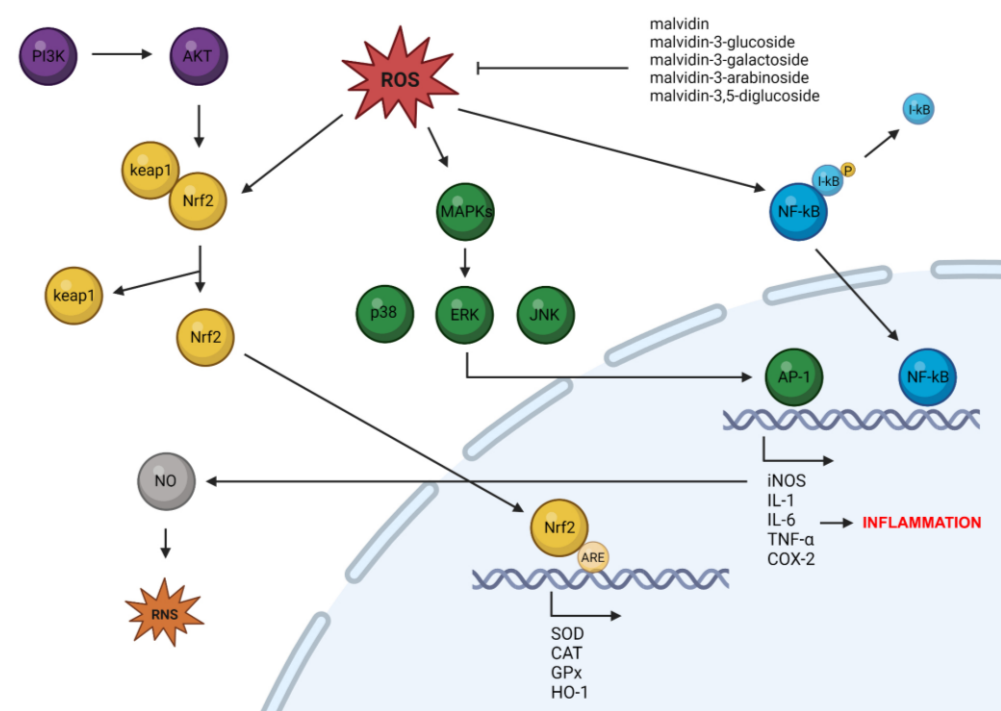 malvidin
malvidin-3-glucoside
malvidin-3-galactoside
malvidin-3-arabinoside
malvidin-3,5-diglucoside
PI3K
AKT
ROS
I-kB
keap1
Nrf2
I-kB
P
MAPKs
NF-kB
keap1
Nrf2
p38
ERK
JNK
AP-1
NF-kB
NO
iNOS
IL-1
IL-6
TNF-α
COX-2
INFLAMMATION
Nrf2
ARE
RNS
SOD
CAT
GPx
HO-1